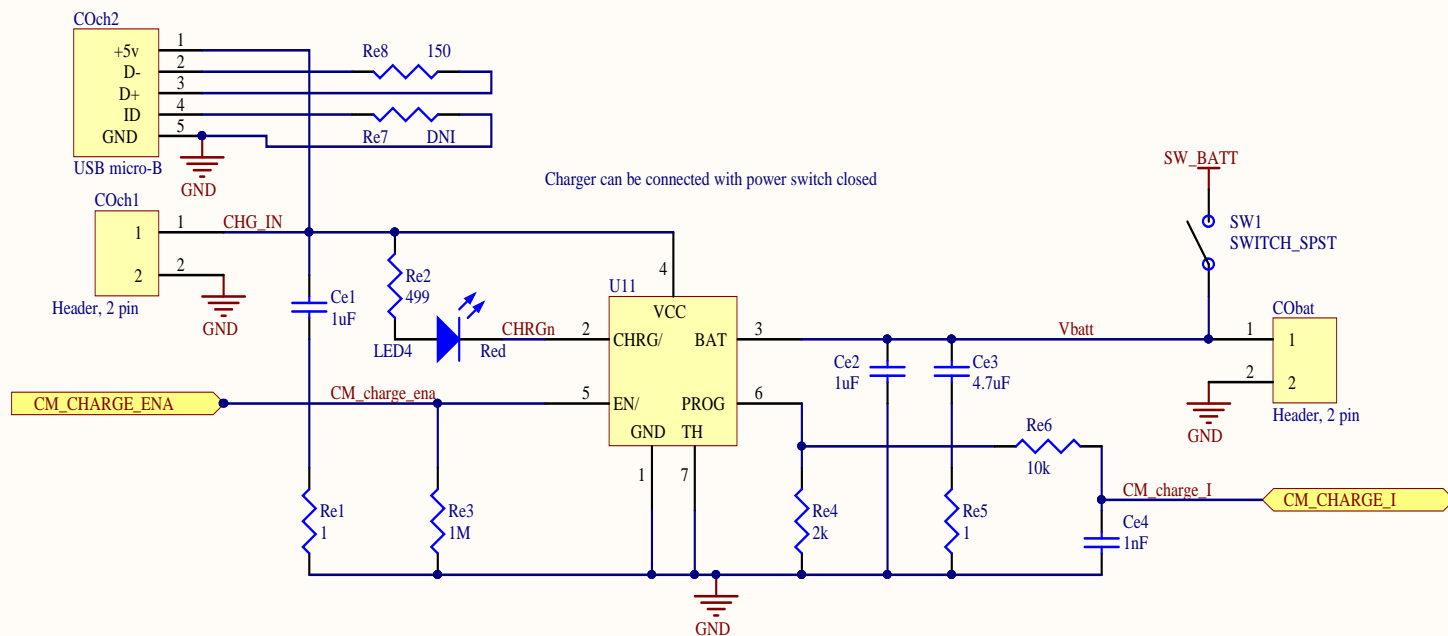 COch2
+5v
1
D-
2
D+
3
ID
4
GND
5
USB micro-B
GND
Re8 150
Re7 DNI
Charger can be connected with power switch closed
COch1
1
1
2
2
Header, 2 pin
GND
CHG_IN
SW_BATT
SW1
SWITCH_SPST
Re2
499
Ce1
1uF
LED4
Red
CHRGn
U11
4
VCC
2
CHRG/
BAT
3
5
EN/
PROG
6
GND
TH
1
7
Vbatt
CObat
1
1
2
2
Header, 2 pin
GND
Ce2
1uF
Ce3
4.7uF
CM_CHARGE_ENA
CM_charge_ena
Re6
10k
CM_charge_I
CM_CHARGE_I
Re1
1
Re3
1M
Re4
2k
Re5
1
Ce4
1nF
GND